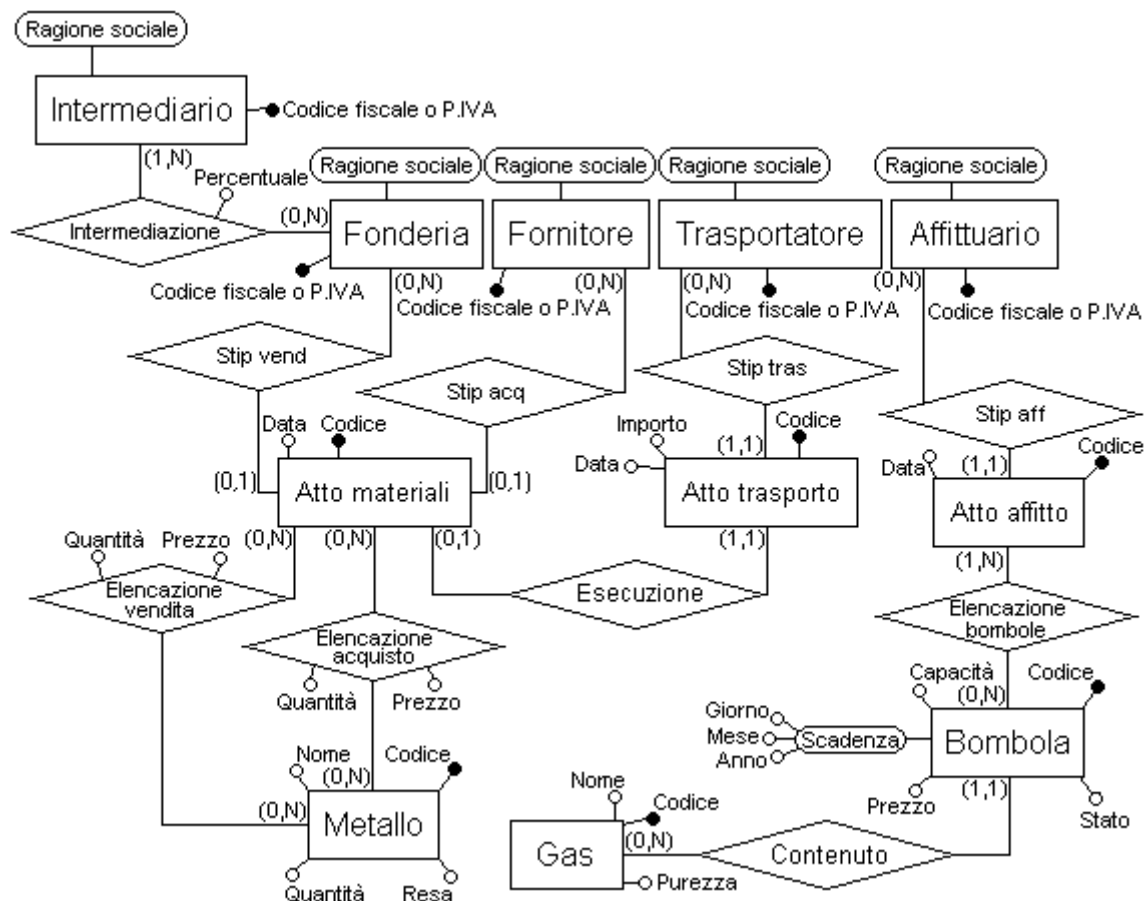 Ragione sociale
Intermediario
Codice fiscale o P.IVA
(1,N)
Percentuale
Intermediazione
(0,N)
Ragione sociale
Ragione sociale
Ragione sociale
Ragione sociale
Fonderia
Fornitore
Trasportatore
Affittuario
(0,N)
(0,N)
(0,N)
(0,N)
Codice fiscale o P.IVA
Codice fiscale o P.IVA
Codice fiscale o P.IVA
Codice fiscale o P.IVA
Stip vend
Stip acq
Stip tras
Stip aff
Data
Codice
Importo
Codice
Data
(1,1)
Data
(1,1)
Codice
(0,1)
Atto materiali
(0,1)
Atto trasporto
Atto affitto
Quantità
Prezzo
(0,N)
(0,N)
(0,1)
(1,1)
(1,N)
Elencazione
vendita
Esecuzione
Elencazione
bombole
Elencazione
acquisto
Quantità
Prezzo
Capacità
(0,N)
Codice
Giorno
Mese
Anno
Scadenza
Bombola
Prezzo
(1,1)
Stato
Nome
(0,N)
Codice
(0,N)
Metallo
Quantità
Resa
Nome
Codice
(0,N)
Gas
Purezza
Contenuto